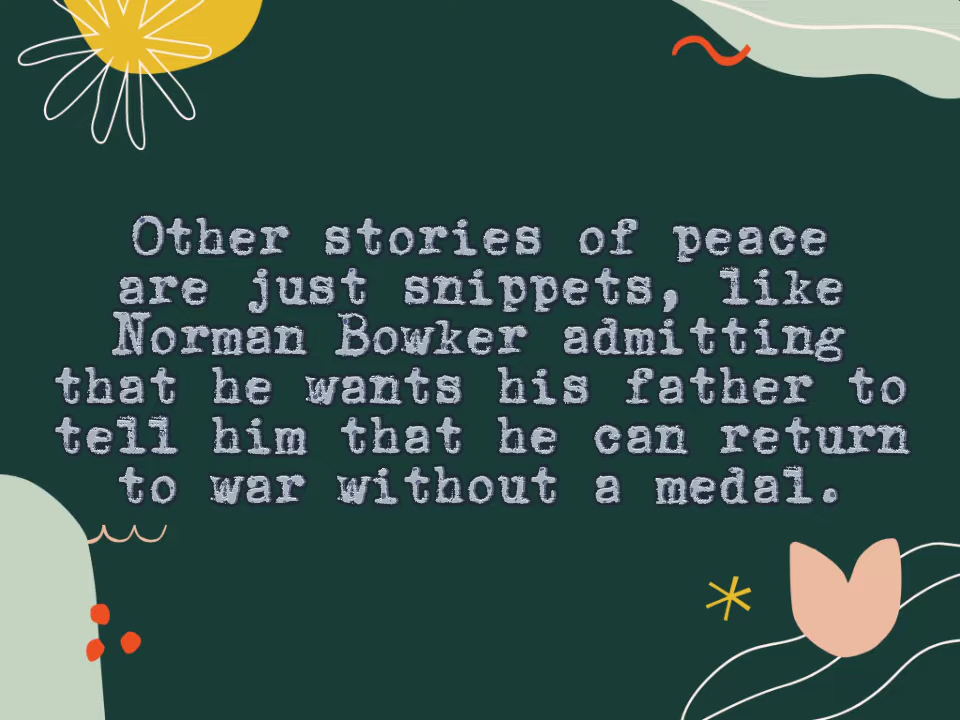 Other stories of peace
are just snippets, like
Norman Bowker admitting
that he wants his father to
tell him that he can return
to war without a medal.